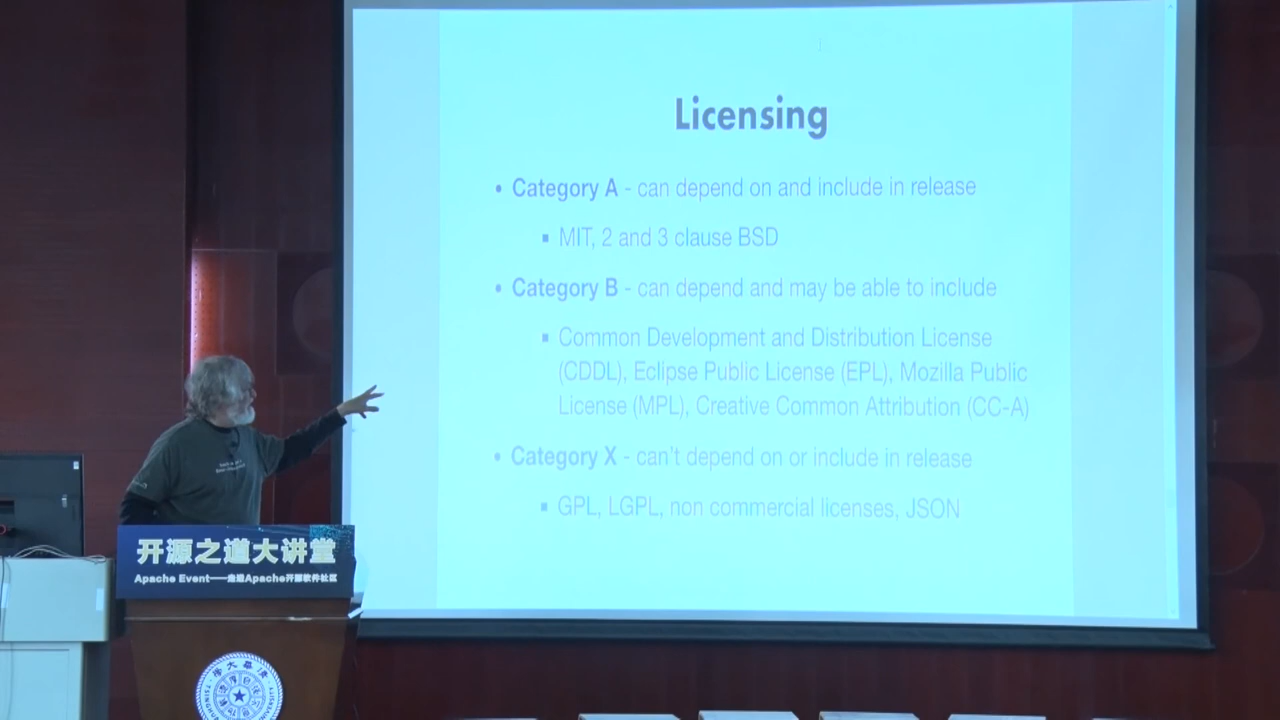 Licensing
• Category A - can depend on and include in release
▪ MIT, 2 and 3 clause BSD
• Category B - can depend and may be able to include
▪ Common Development and Distribution License
(CDDL), Eclipse Public License (EPL), Mozilla Public
License (MPL), Creative Common Attribution (CC-A)
• Category X - can't depend on or include in release
▪ GPL, LGPL, non commercial licenses, JSON
开源之道大讲堂
Apache Event——走进Apache开源软件社区